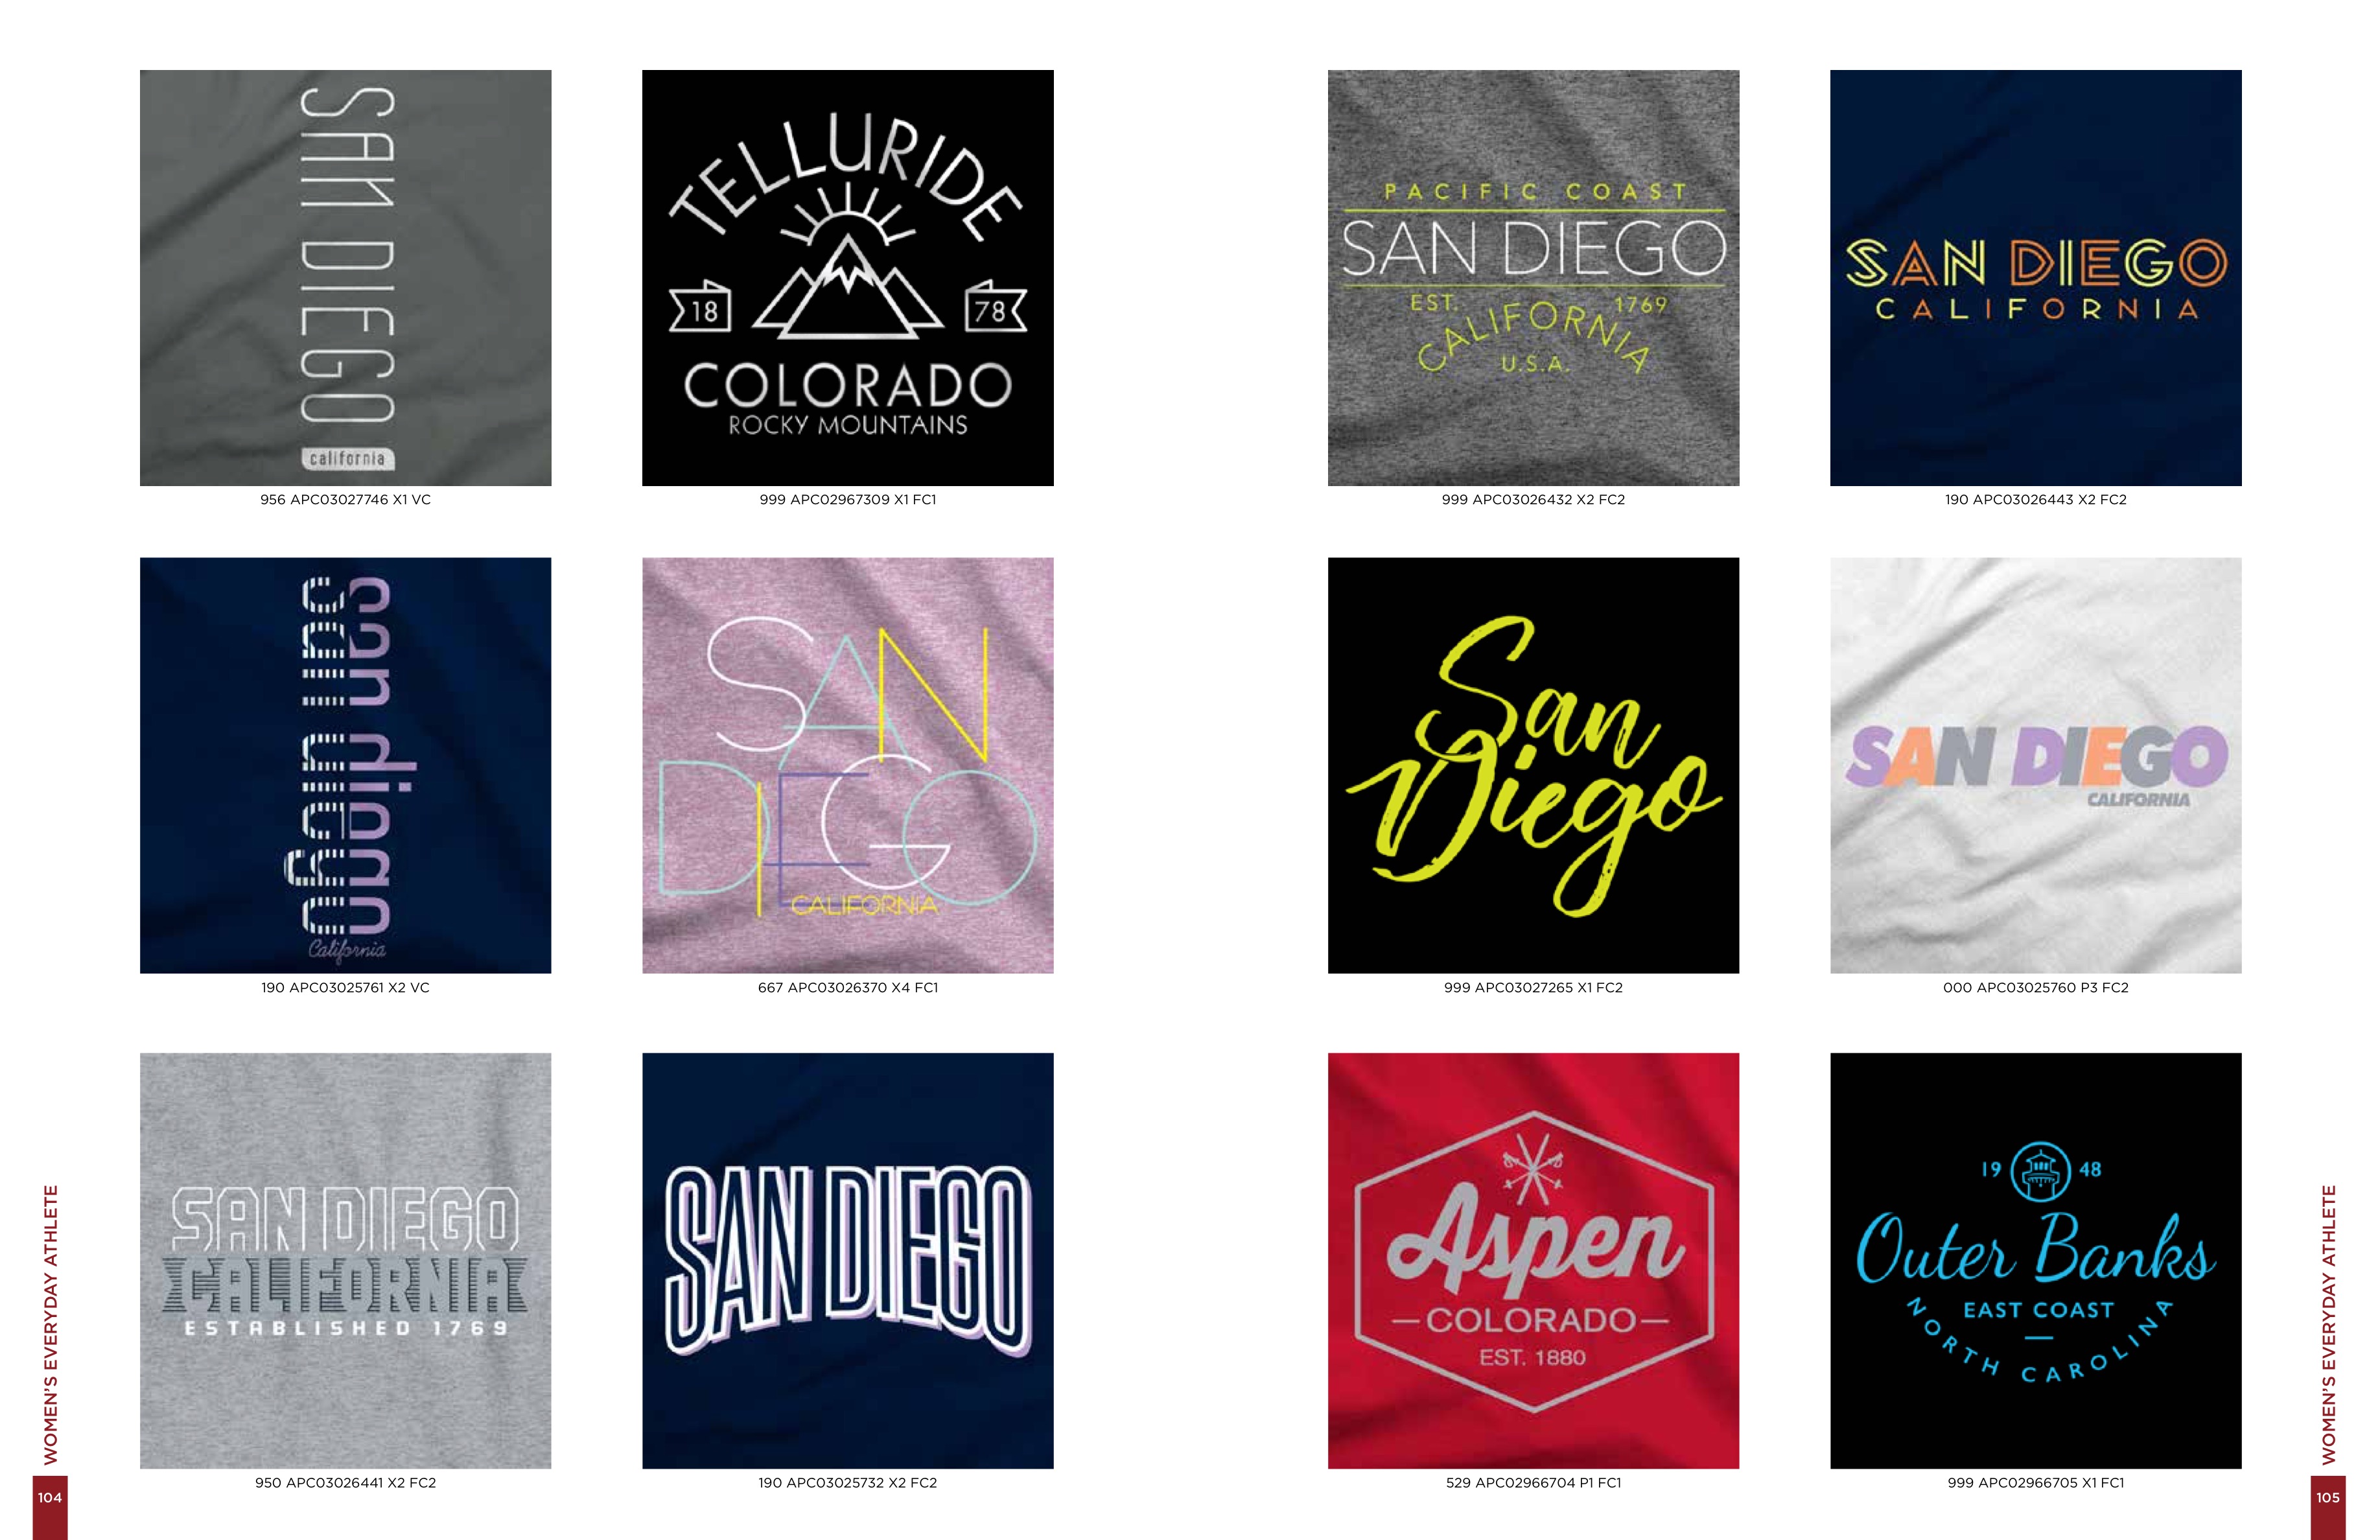 SAN DIEGO
california
956 APC03027746 X1 VC
TELLURIDE
18 78
COLORADO
ROCKY MOUNTAINS
999 APC02967309 X1 FC1
PACIFIC COAST
SAN DIEGO
EST. 1769
CALIFORNIA
U.S.A.
999 APC03026432 X2 FC2
SAN DIEGO
CALIFORNIA
190 APC03026443 X2 FC2
san diego
san diego
California
190 APC03025761 X2 VC
SAN
DIEGO
CALIFORNIA
667 APC03026370 X4 FC1
San
Diego
999 APC03027265 X1 FC2
SAN DIEGO
CALIFORNIA
000 APC03025760 P3 FC2
SAN DIEGO
CALIFORNIA
ESTABLISHED 1769
950 APC03026441 X2 FC2
SAN DIEGO
190 APC03025732 X2 FC2
Aspen
COLORADO
EST. 1880
529 APC02966704 P1 FC1
19 48
Outer Banks
EAST COAST
NORTH CAROLINA
999 APC02966705 X1 FC1
WOMEN'S EVERYDAY ATHLETE
104
WOMEN'S EVERYDAY ATHLETE
105